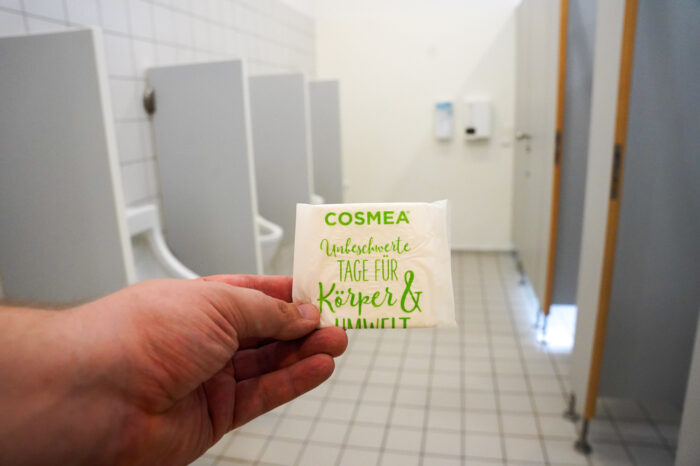 COSMEA
Unbeschwerte
TAGE FÜR
Körper &
UMWELT